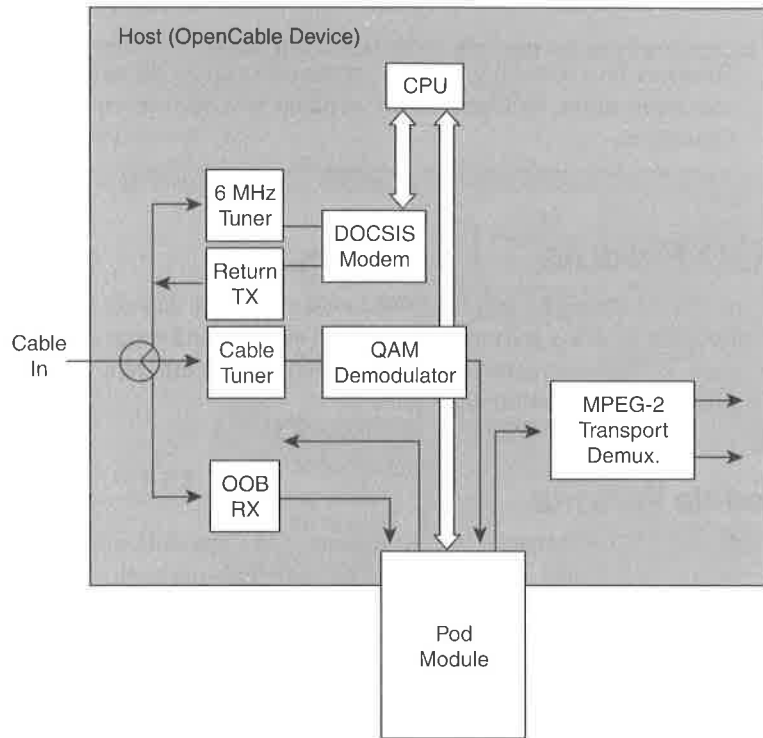 Host (OpenCable Device)
CPU
6 MHz
Tuner
DOCSIS
Modem
Return
TX
Cable
In
Cable
Tuner
QAM
Demodulator
MPEG-2
Transport
Demux.
OOB
RX
Pod
Module